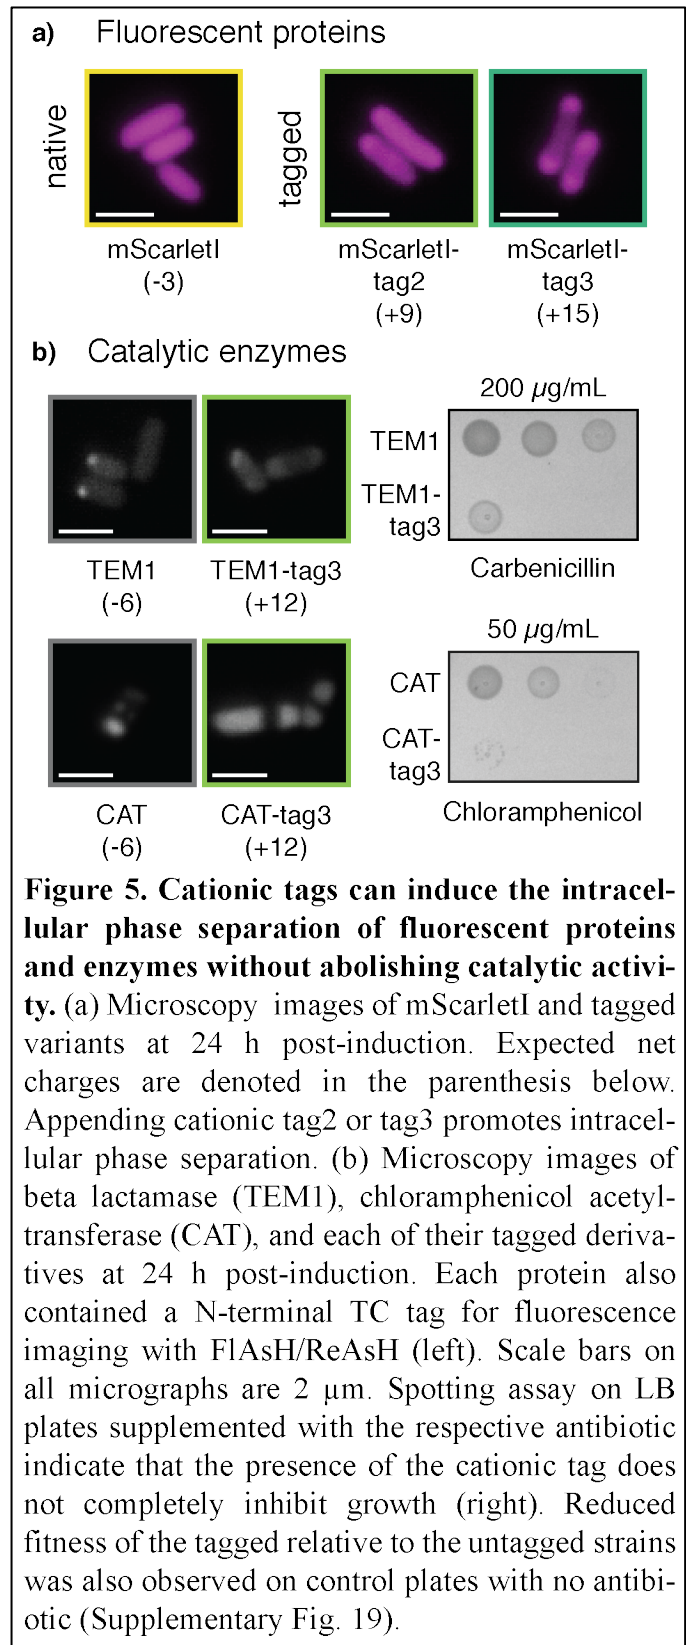 a) Fluorescent proteins
native
tagged
mScarletI
(-3)
mScarletI-
tag2
(+9)
mScarletI-
tag3
(+15)
b) Catalytic enzymes
200 µg/mL
TEM1
TEM1-
tag3
TEM1
(-6)
TEM1-tag3
(+12)
Carbenicillin
50 µg/mL
CAT
CAT-
tag3
CAT
(-6)
CAT-tag3
(+12)
Chloramphenicol
Figure 5. Cationic tags can induce the intracel-
lular phase separation of fluorescent proteins
and enzymes without abolishing catalytic activi-
ty. (a) Microscopy images of mScarletI and tagged
variants at 24 h post-induction. Expected net
charges are denoted in the parenthesis below.
Appending cationic tag2 or tag3 promotes intracel-
lular phase separation. (b) Microscopy images of
beta lactamase (TEM1), chloramphenicol acetyl-
transferase (CAT), and each of their tagged deriva-
tives at 24 h post-induction. Each protein also
contained a N-terminal TC tag for fluorescence
imaging with FlAsH/ReAsH (left). Scale bars on
all micrographs are 2 µm. Spotting assay on LB
plates supplemented with the respective antibiotic
indicate that the presence of the cationic tag does
not completely inhibit growth (right). Reduced
fitness of the tagged relative to the untagged strains
was also observed on control plates with no antibi-
otic (Supplementary Fig. 19).